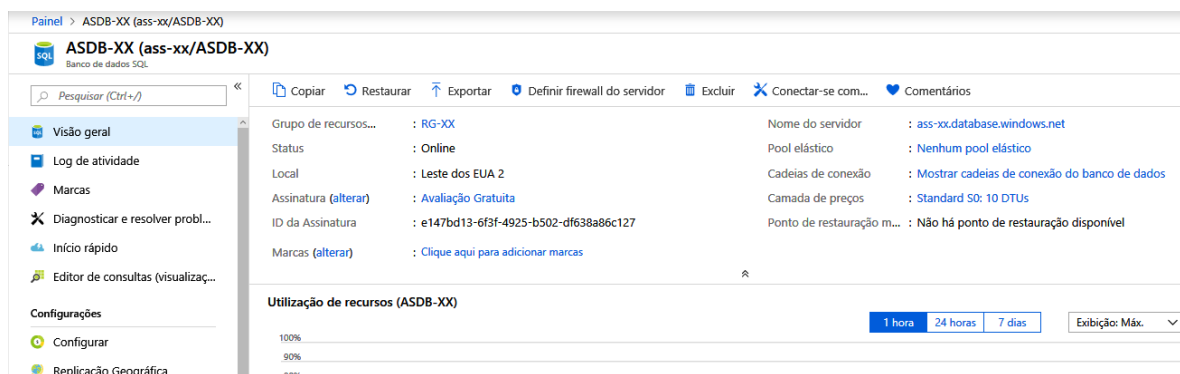 Painel > ASDB-XX (ass-xx/ASDB-XX)
SQL
ASDB-XX (ass-xx/ASDB-XX)
Banco de dados SQL
Pesquisar (Ctrl+/)
«
Visão geral
Log de atividade
Marcas
Diagnosticar e resolver probl...
Início rápido
Editor de consultas (visualizaç...
Configurações
Configurar
Replicação Geográfica
Copiar Restaurar Exportar Definir firewall do servidor Excluir Conectar-se com... Comentários
Grupo de recursos... : RG-XX
Status : Online
Local : Leste dos EUA 2
Assinatura (alterar) : Avaliação Gratuita
ID da Assinatura : e147bd13-6f3f-4925-b502-df638a86c127
Marcas (alterar) : Clique aqui para adicionar marcas
Nome do servidor : ass-xx.database.windows.net
Pool elástico : Nenhum pool elástico
Cadeias de conexão : Mostrar cadeias de conexão do banco de dados
Camada de preços : Standard S0: 10 DTUs
Ponto de restauração m... : Não há ponto de restauração disponível
Utilização de recursos (ASDB-XX)
1 hora 24 horas 7 dias Exibição: Máx.
100%
90%